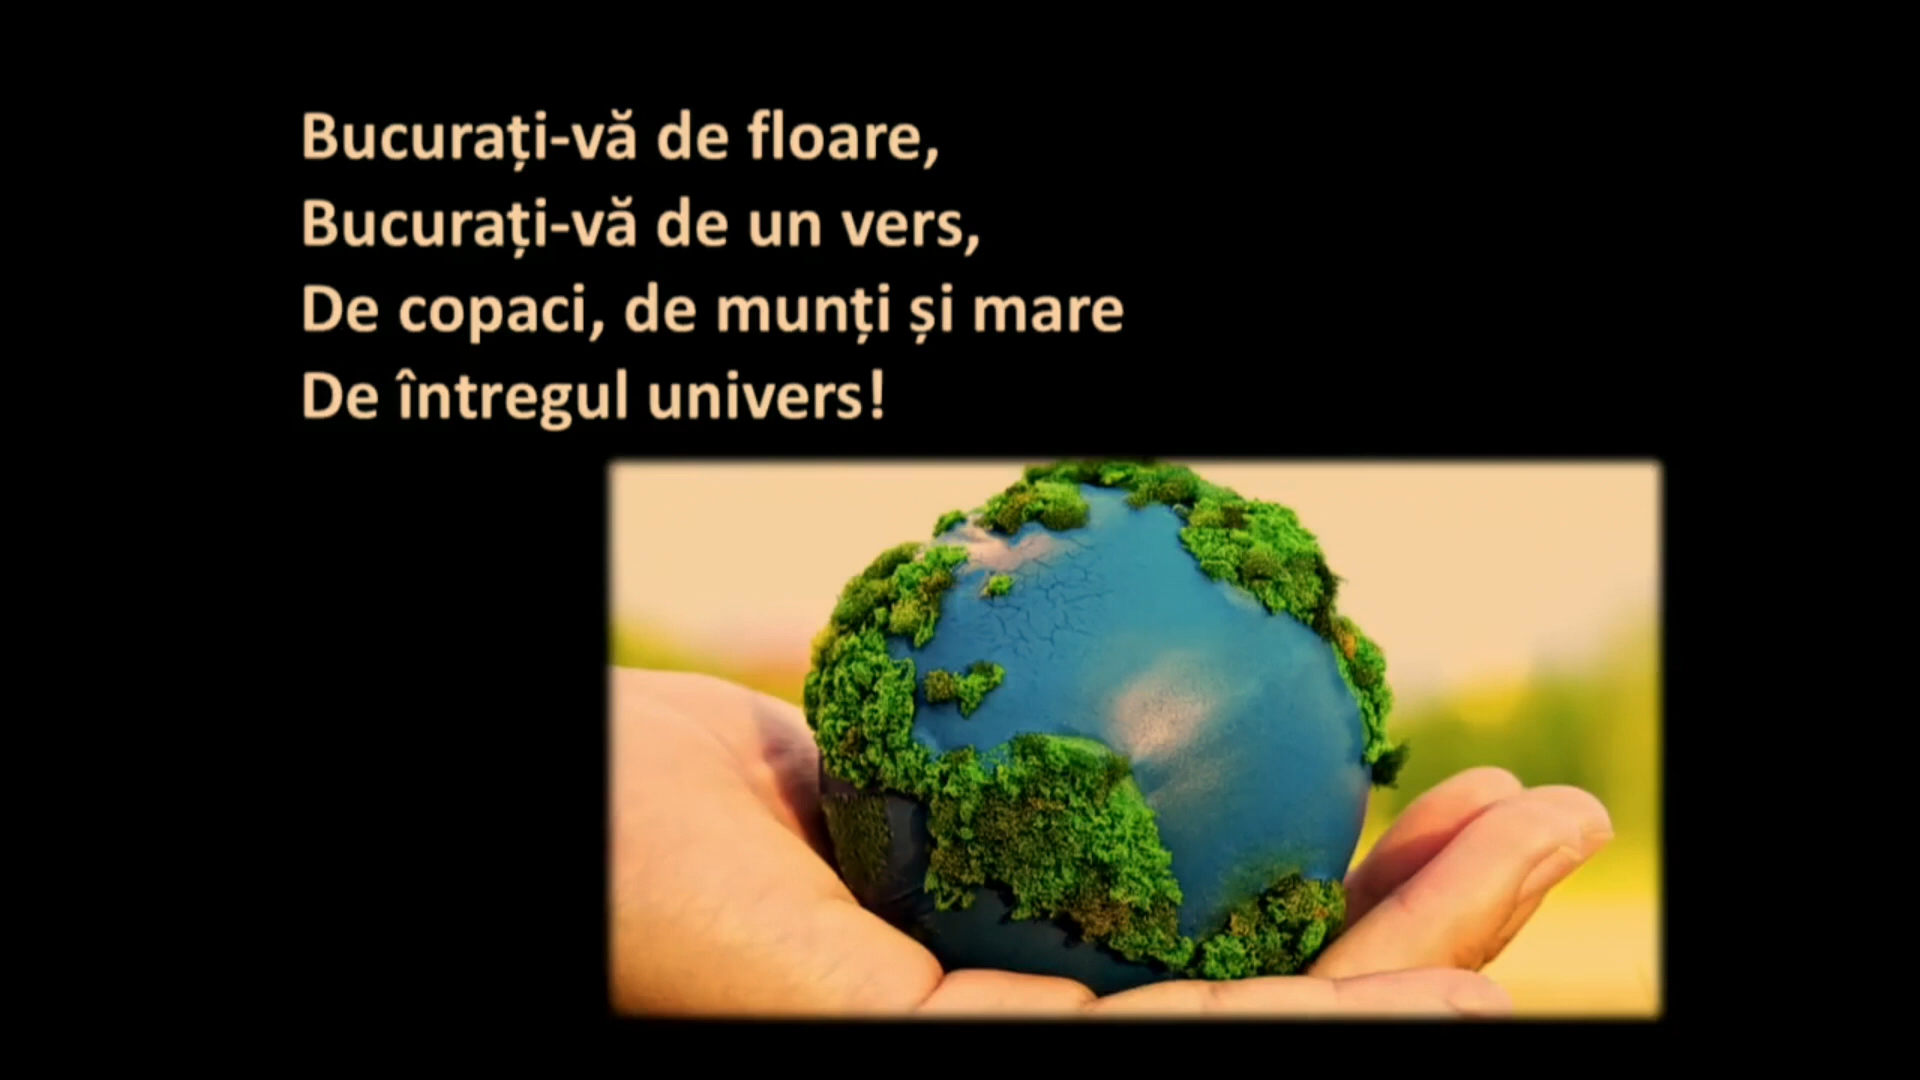 Bucurați-vă de floare,
Bucurați-vă de un vers,
De copaci, de munți și mare
De întregul univers!